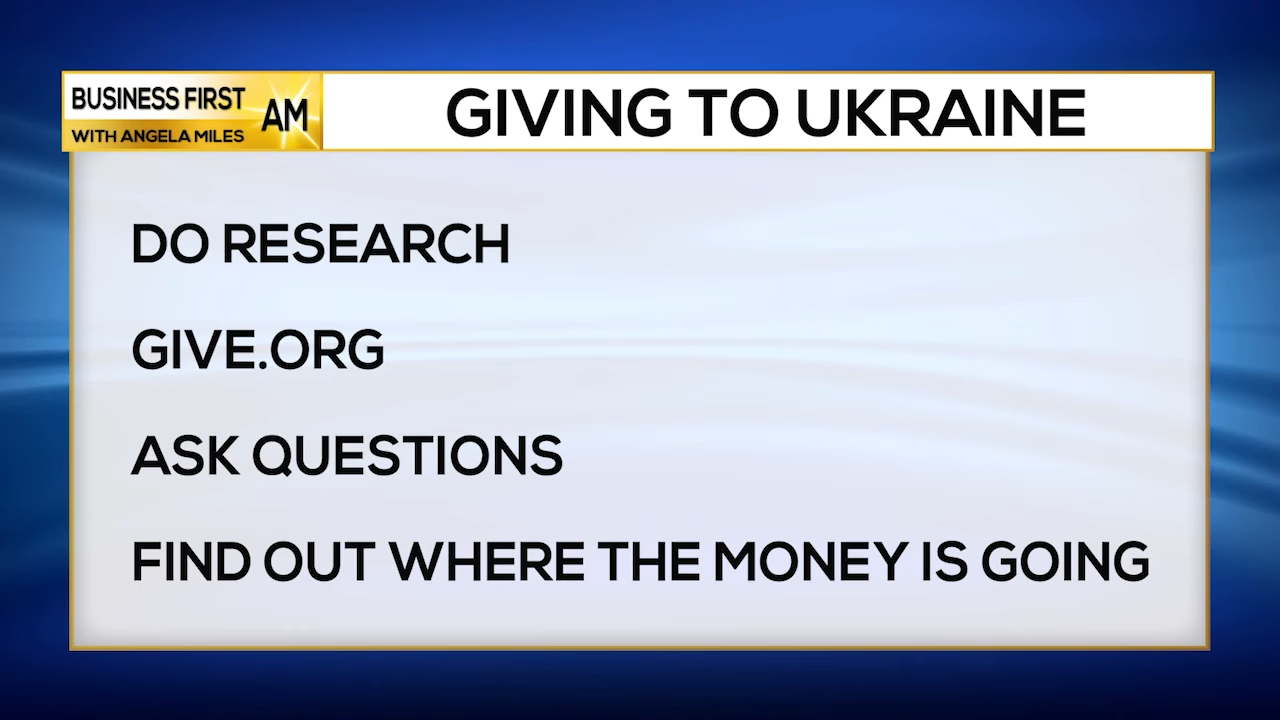 BUSINESS FIRST
WITH ANGELA MILES
AM
GIVING TO UKRAINE
DO RESEARCH
GIVE.ORG
ASK QUESTIONS
FIND OUT WHERE THE MONEY IS GOING